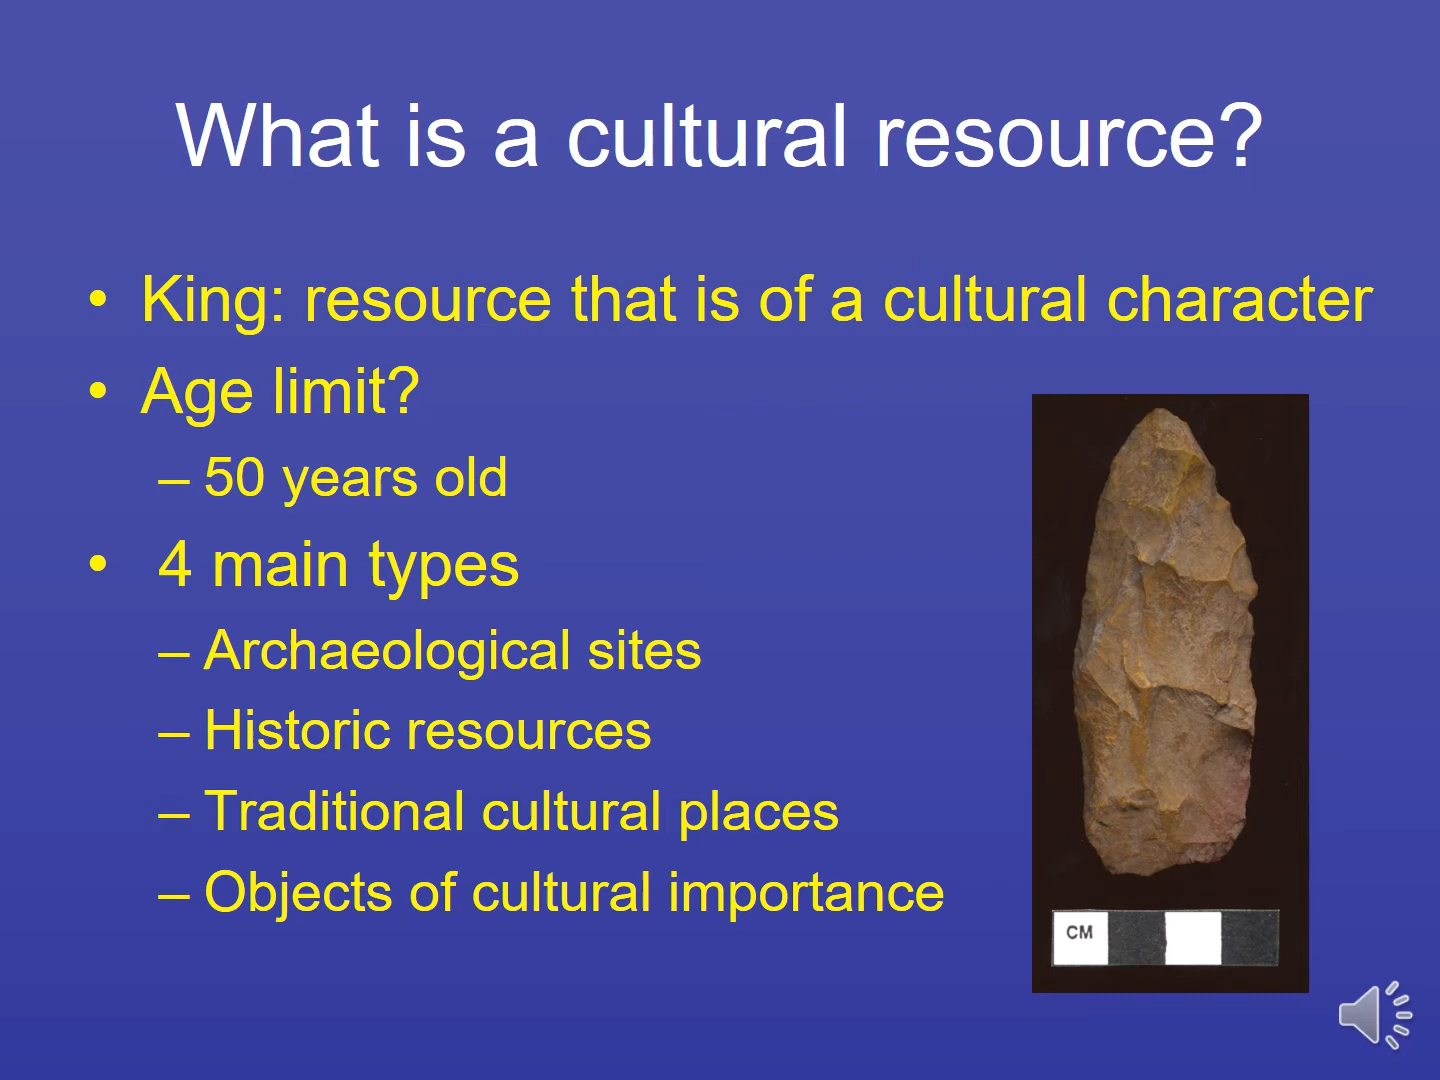 What is a cultural resource?
• King: resource that is of a cultural character
• Age limit?
– 50 years old
• 4 main types
– Archaeological sites
– Historic resources
– Traditional cultural places
– Objects of cultural importance
CM